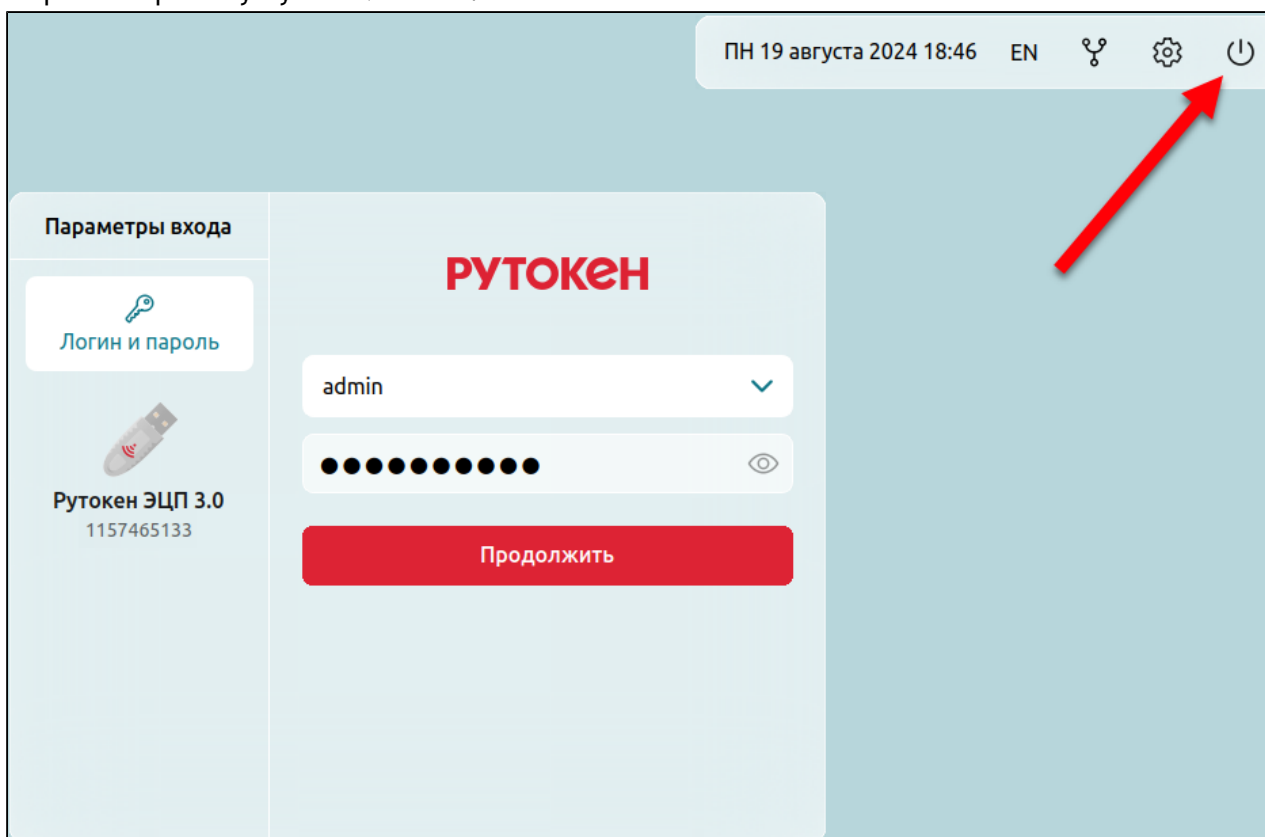 ПН 19 августа 2024 18:46 EN
Параметры входа
Логин и пароль
Рутокен ЭЦП 3.0
1157465133
РУТОКЕН
admin
Продолжить